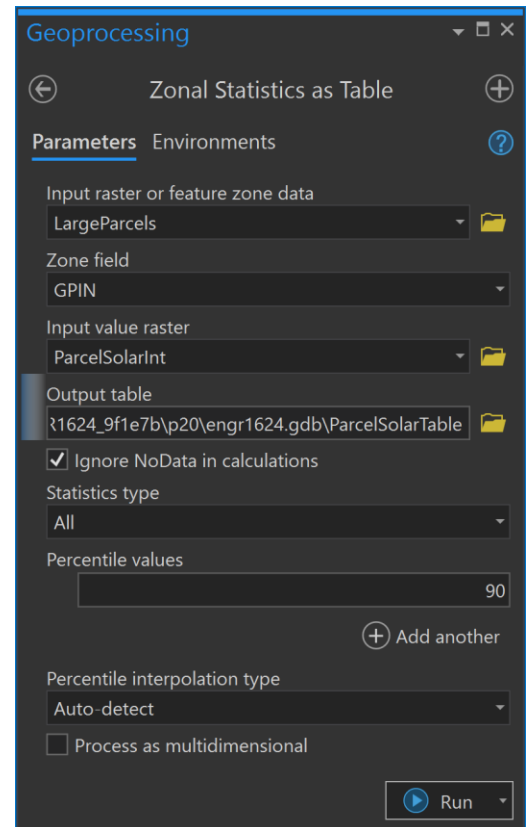 Geoprocessing
Zonal Statistics as Table
Parameters Environments
Input raster or feature zone data
LargeParcels
Zone field
GPIN
Input value raster
ParcelSolarInt
Output table
R1624_9f1e7b\p20\engr1624.gdb\ParcelSolarTable
Ignore NoData in calculations
Statistics type
All
Percentile values
90
Add another
Percentile interpolation type
Auto-detect
Process as multidimensional
Run